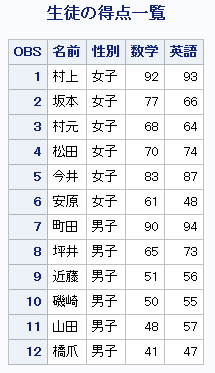 生徒の得点一覧
OBS 名前 性別 数学 英語
1 村上 女子 92 93
2 坂本 女子 77 66
3 村元 女子 68 64
4 松田 女子 70 74
5 今井 女子 83 87
6 安原 女子 61 48
7 町田 男子 90 94
8 坪井 男子 65 73
9 近藤 男子 51 56
10 磯崎 男子 50 55
11 山田 男子 48 57
12 橋爪 男子 41 47